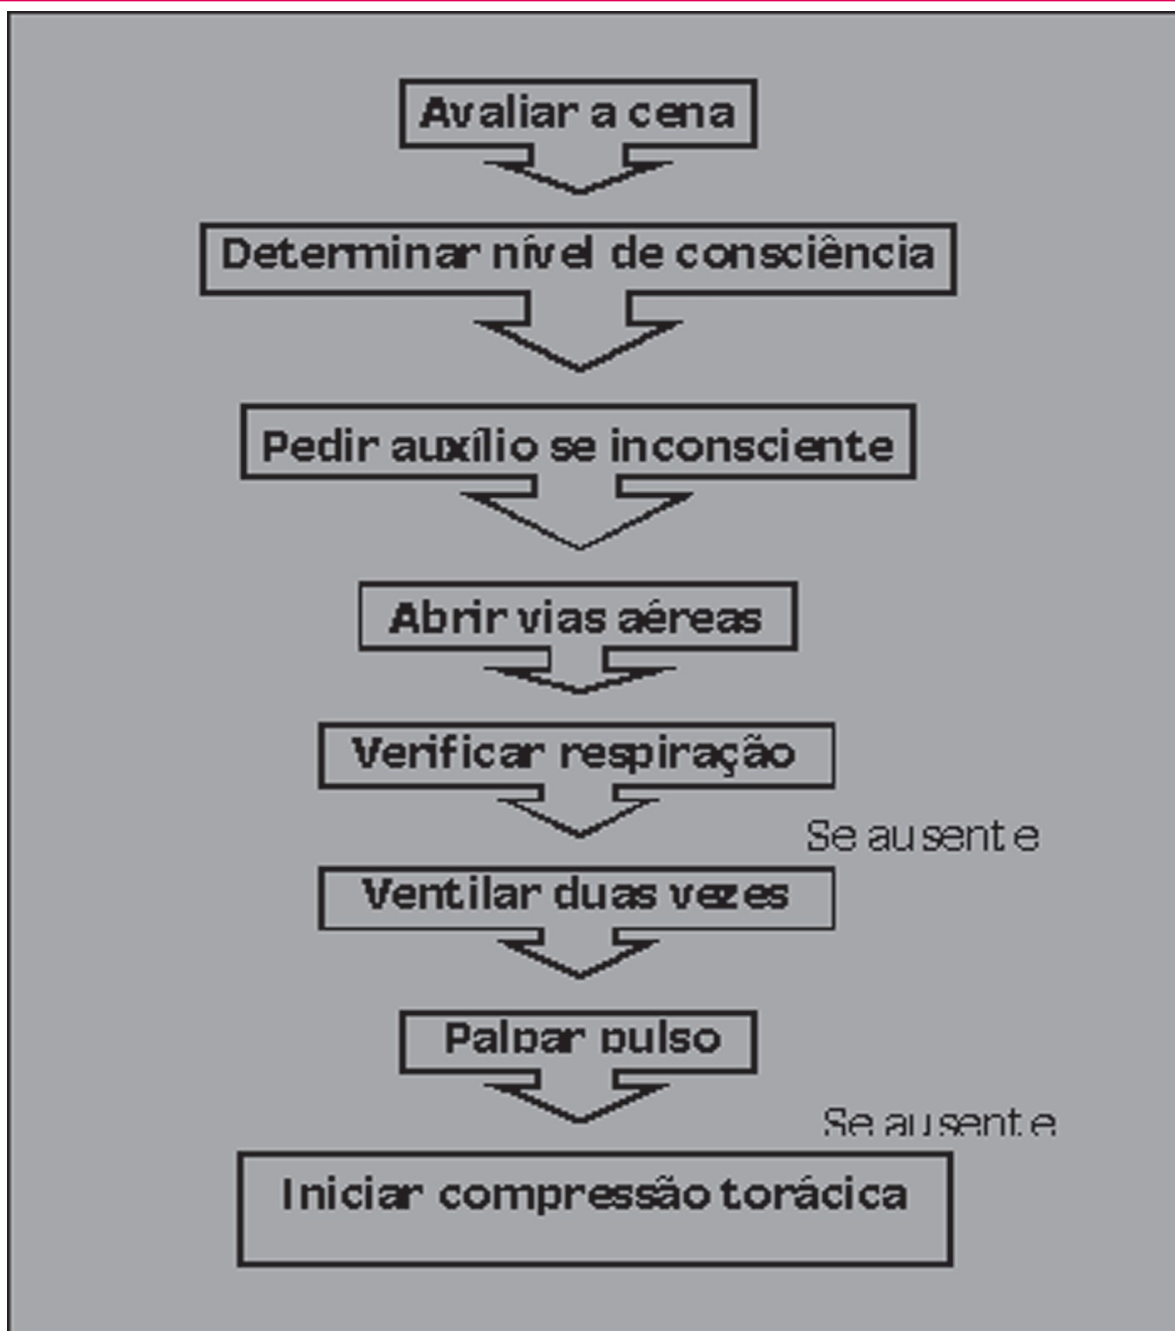 Avaliar a cena
Determinar nível de consciência
Pedir auxílio se inconsciente
Abrir vias aéreas
Verificar respiração
Se ausente
Ventilar duas vezes
Palpar pulso
Se ausente
Iniciar compressão torácica